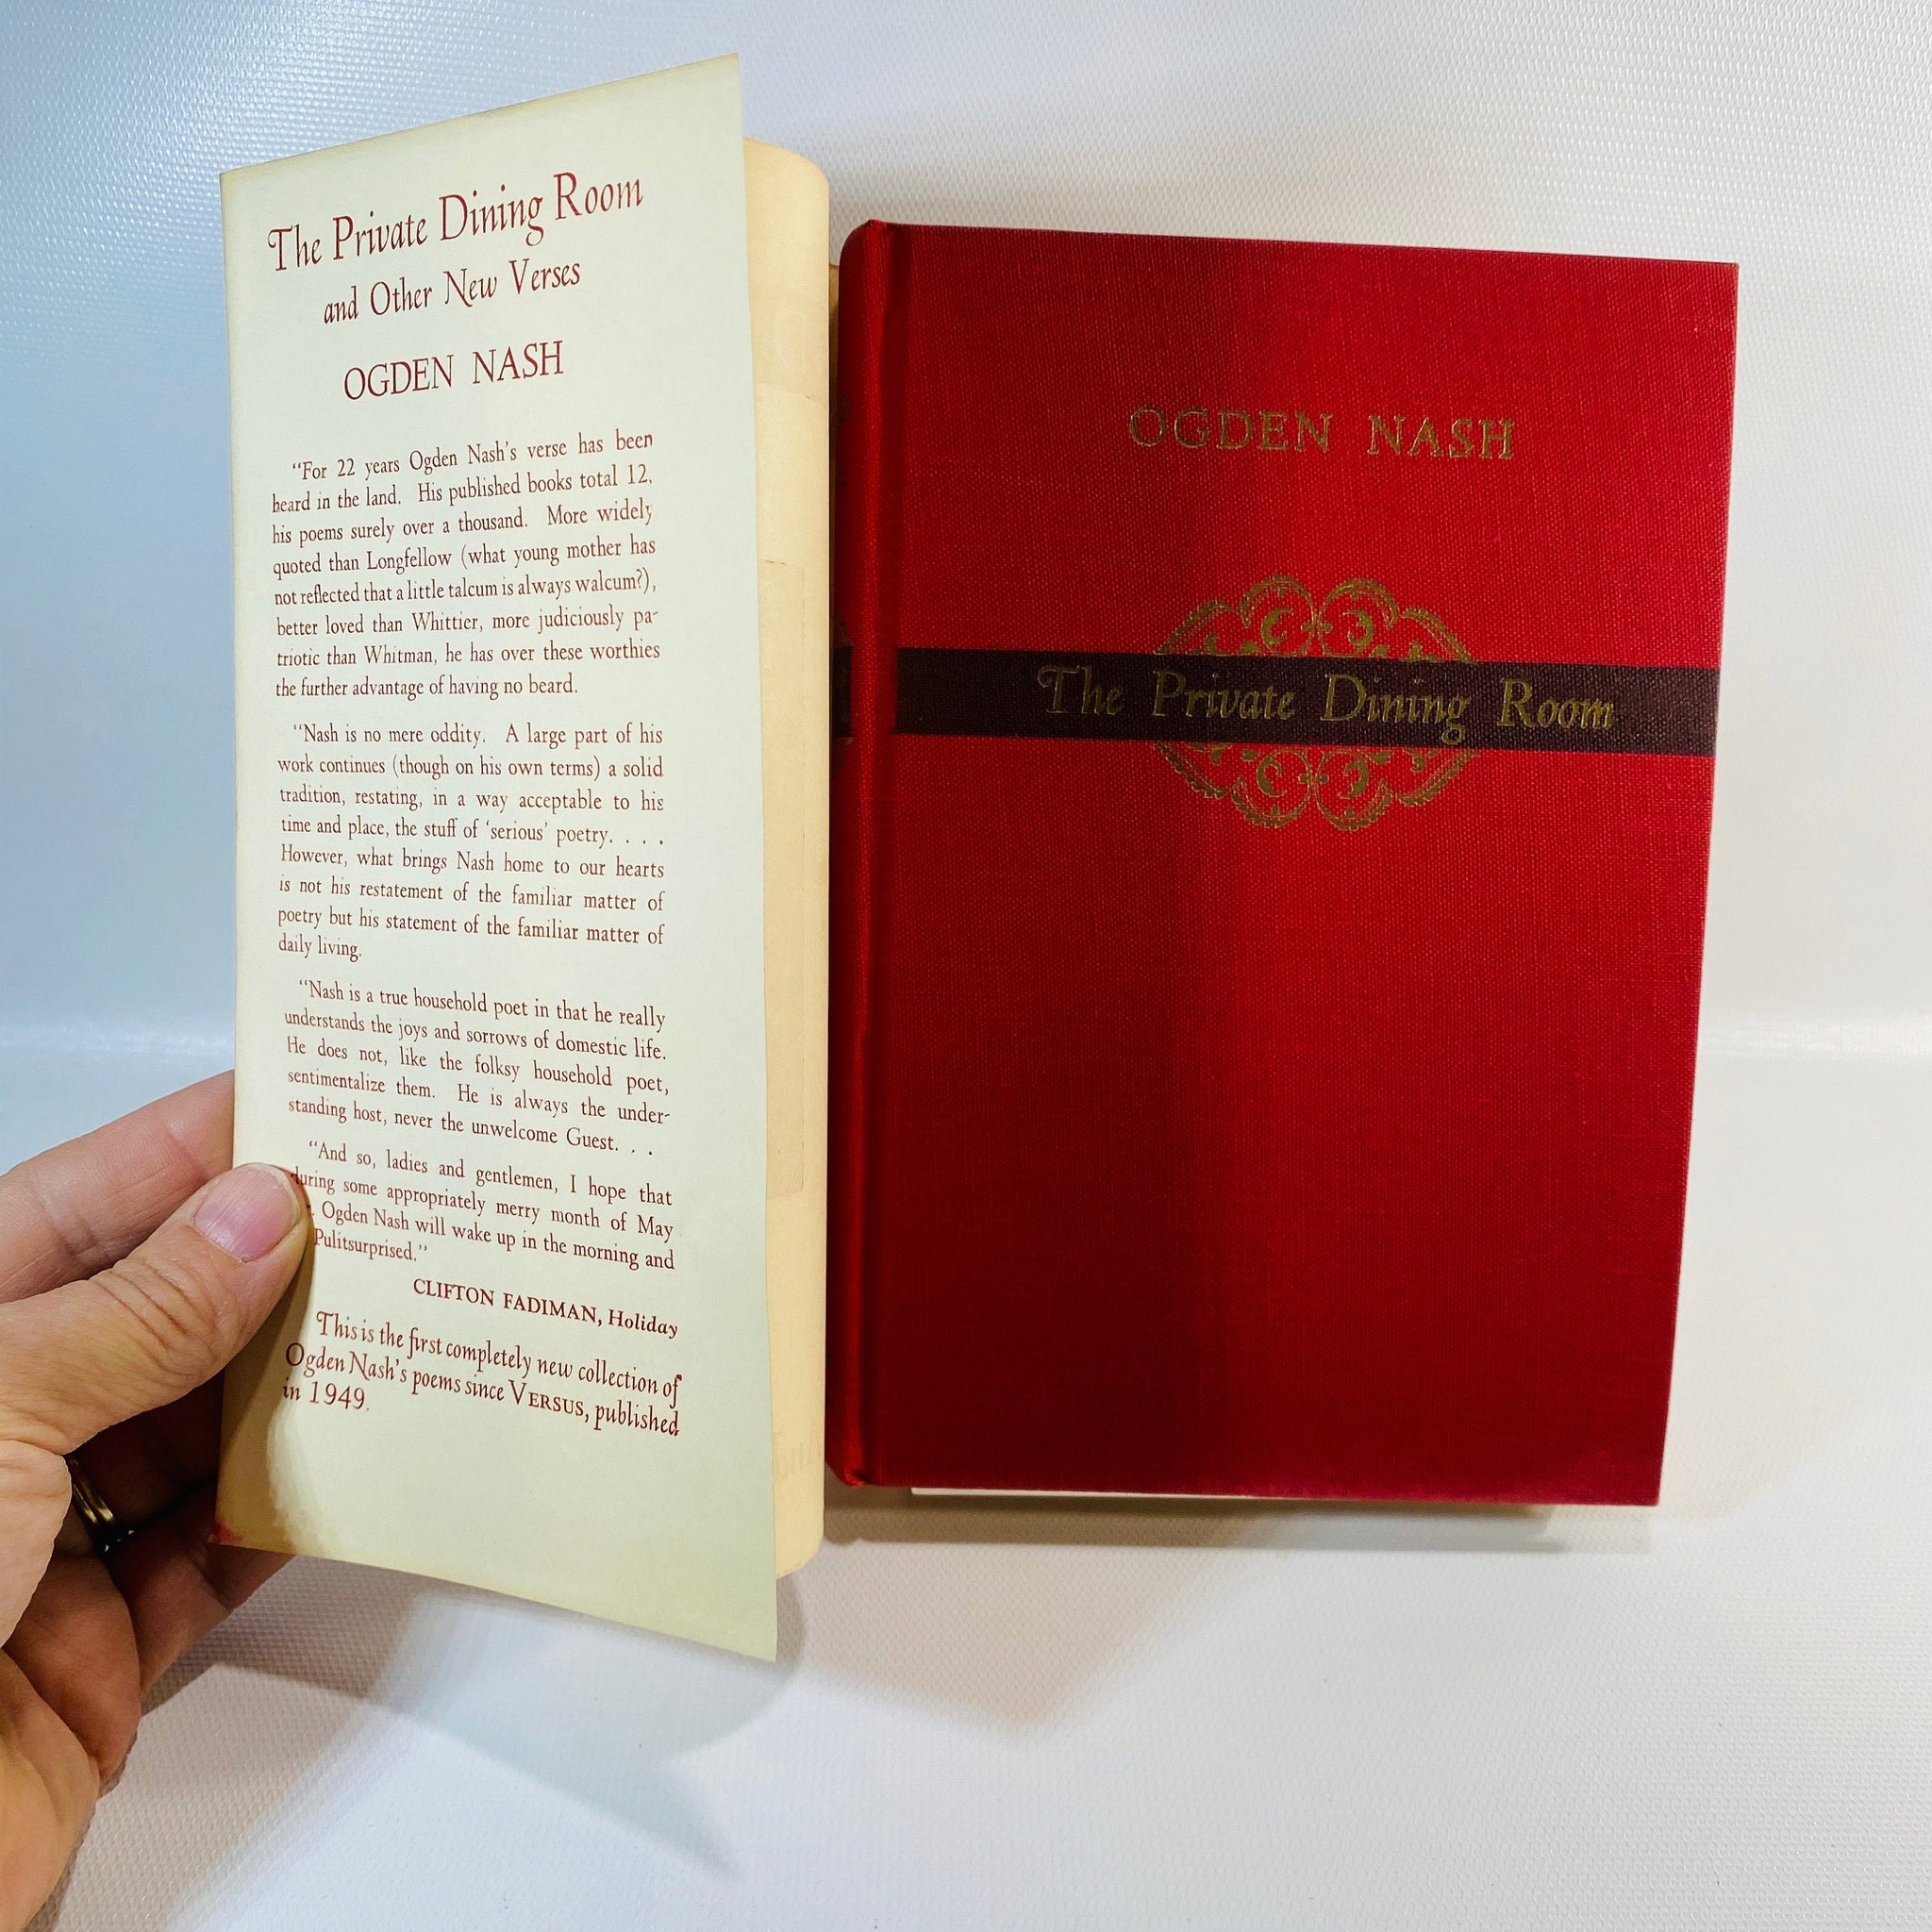 The Private Dining Room
and Other New Verses
OGDEN NASH
"For 22 years Ogden Nash's verse has been
heard in the land. His published books total 12,
his poems surely over a thousand. More widely
quoted than Longfellow (what young mother has
not reflected that a little talcum is always walcum?),
better loved than Whittier, more judiciously pa-
triotic than Whitman, he has over these worthies
the further advantage of having no beard.
"Nash is no mere oddity. A large part of his
work continues (though on his own terms) a solid
tradition, restating, in a way acceptable to his
time and place, the stuff of 'serious' poetry. . . .
However, what brings Nash home to our hearts
is not his restatement of the familiar matter of
poetry but his statement of the familiar matter of
daily living.
"Nash is a true household poet in that he really
understands the joys and sorrows of domestic life.
He does not, like the folksy household poet,
sentimentalize them. He is always the under-
standing host, never the unwelcome Guest. . .
"And so, ladies and gentlemen, I hope that
during some appropriately merry month of May
Ogden Nash will wake up in the morning and
Pulitsurprised."
CLIFTON FADIMAN, Holiday
This is the first completely new collection of
Ogden Nash's poems since VERSUS, published
in 1949.
OGDEN NASH
The Private Dining Room